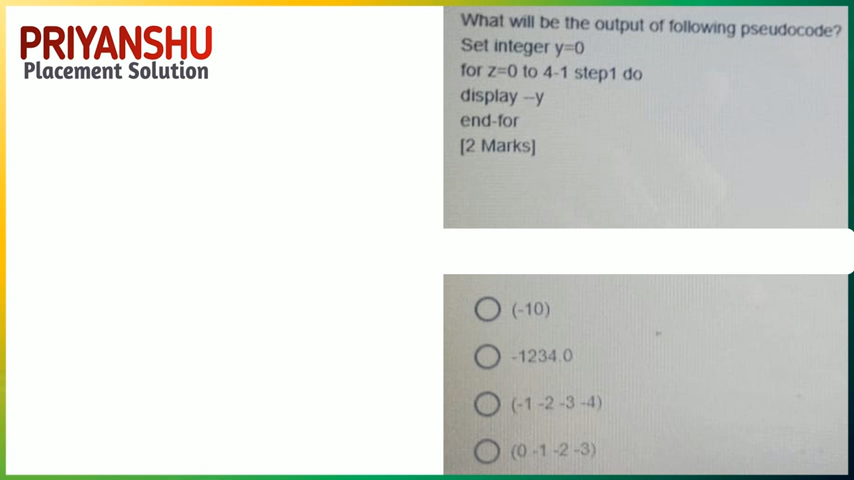 PRIYANSHU
Placement Solution
What will be the output of following pseudocode?
Set integer y=0
for z=0 to 4-1 step1 do
display --y
end-for
[2 Marks]
(-10)
-1234.0
(-1 -2 -3 -4)
(0 -1 -2 -3)